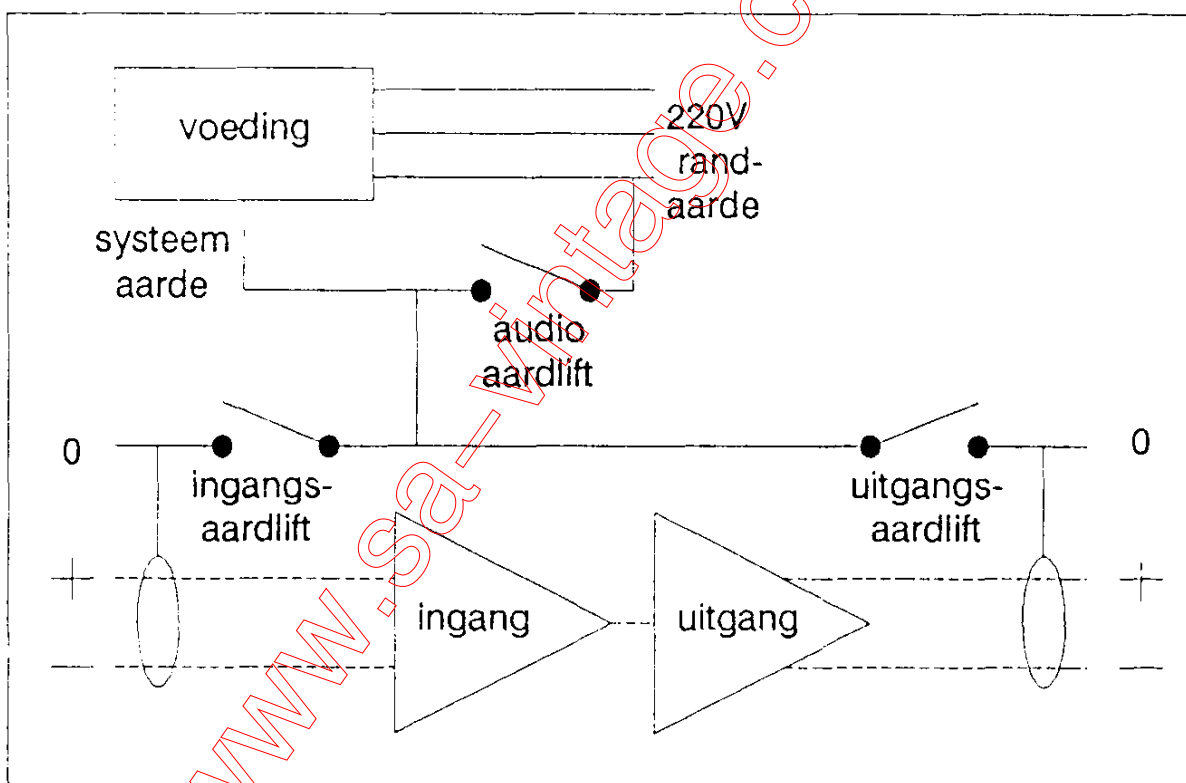 voeding
220V
rand-
aarde
systeem
aarde
audio
aardlift
0
0
ingangs-
aardlift
uitgangs-
aardlift
+
+
ingang
uitgang
—
—
www.sa-vintage.c